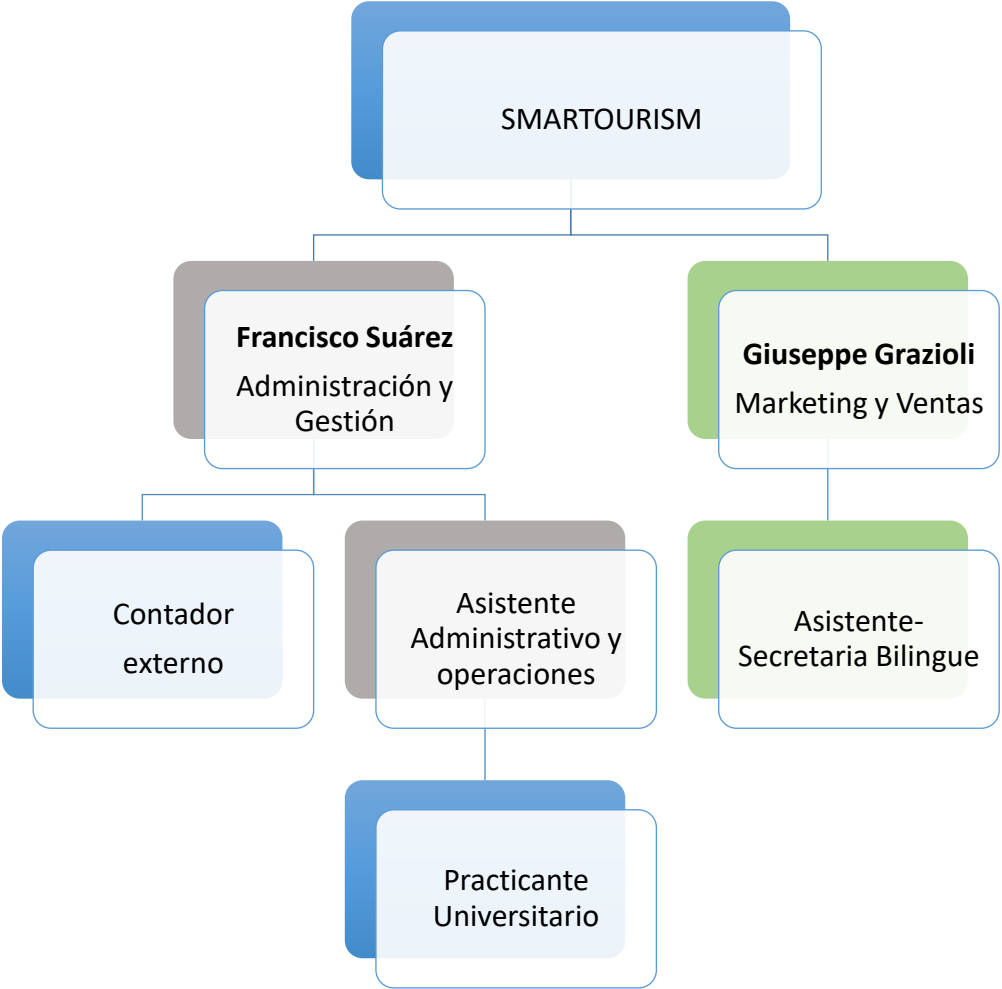 SMARTOURISM
Francisco Suárez
Administración y
Gestión
Giuseppe Grazioli
Marketing y Ventas
Contador
externo
Asistente
Administrativo y
operaciones
Asistente-
Secretaria Bilingue
Practicante
Universitario